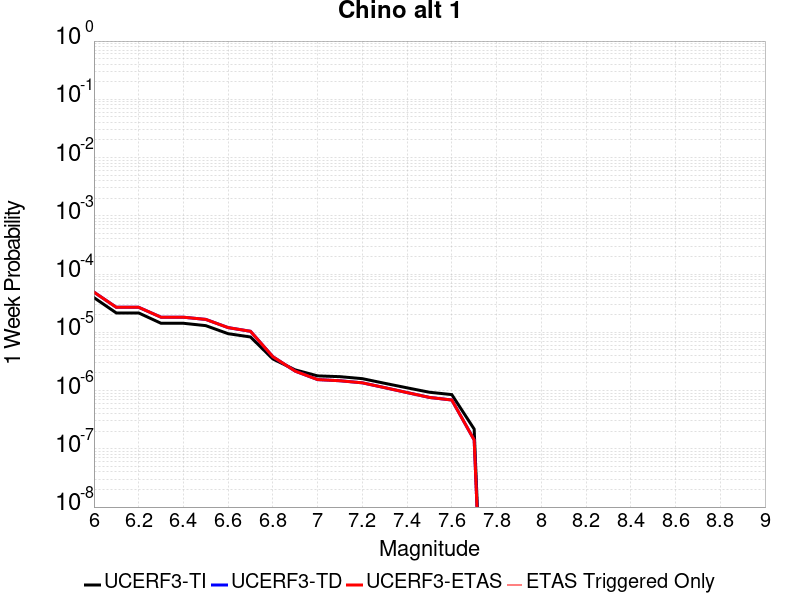 Chino alt 1
10^0
10^-1
10^-2
10^-3
10^-4
10^-5
10^-6
10^-7
10^-8
1 Week Probability
6 6.2 6.4 6.6 6.8 7 7.2 7.4 7.6 7.8 8 8.2 8.4 8.6 8.8 9
Magnitude
UCERF3-TI UCERF3-TD UCERF3-ETAS ETAS Triggered Only